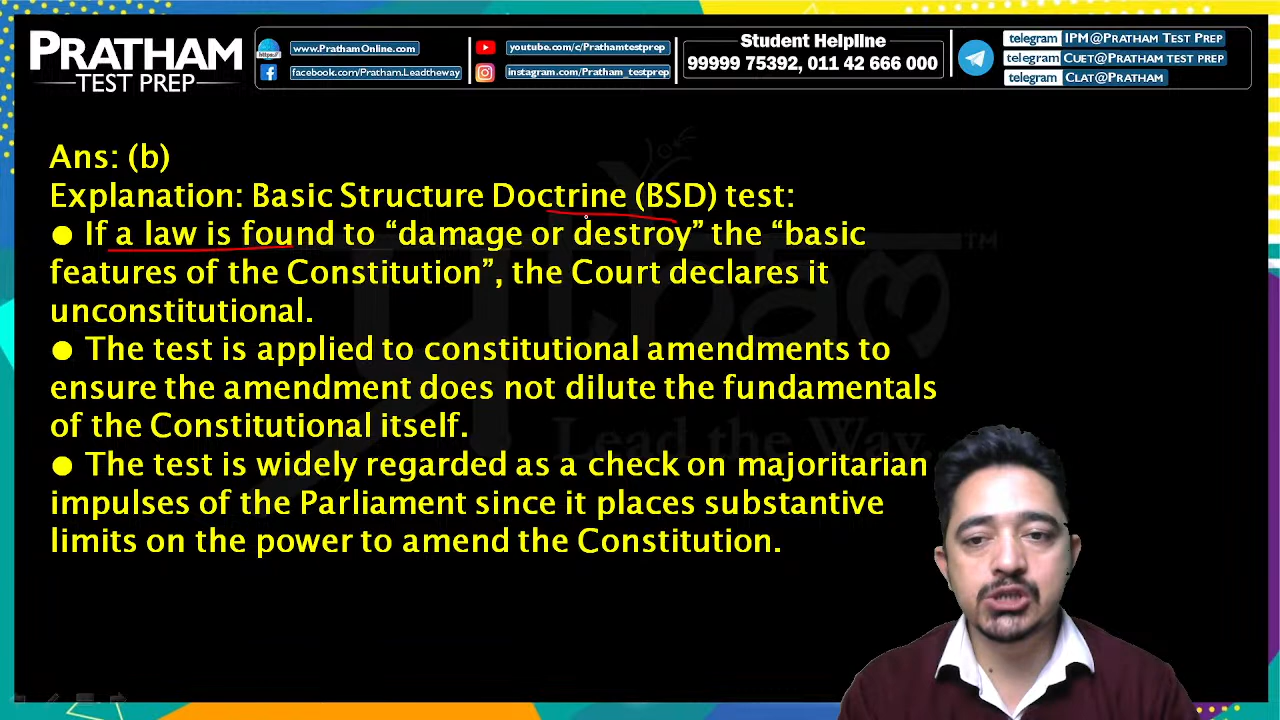 PRATHAM
TEST PREP
https://
www.PrathamOnline.com
facebook.com/Pratham.Leadtheway
youtube.com/c/Prathamtestprep
instagram.com/Pratham_testprep
Student Helpline
99999 75392, 011 42 666 000
telegram IPM@PRATHAM TEST PREP
telegram CUET@PRATHAM TEST PREP
telegram CLAT@PRATHAM
Ans: (b)
Explanation: Basic Structure Doctrine (BSD) test:
● If a law is found to “damage or destroy” the “basic
features of the Constitution”, the Court declares it
unconstitutional.
● The test is applied to constitutional amendments to
ensure the amendment does not dilute the fundamentals
of the Constitutional itself.
● The test is widely regarded as a check on majoritarian
impulses of the Parliament since it places substantive
limits on the power to amend the Constitution.
TM
Lead the Way